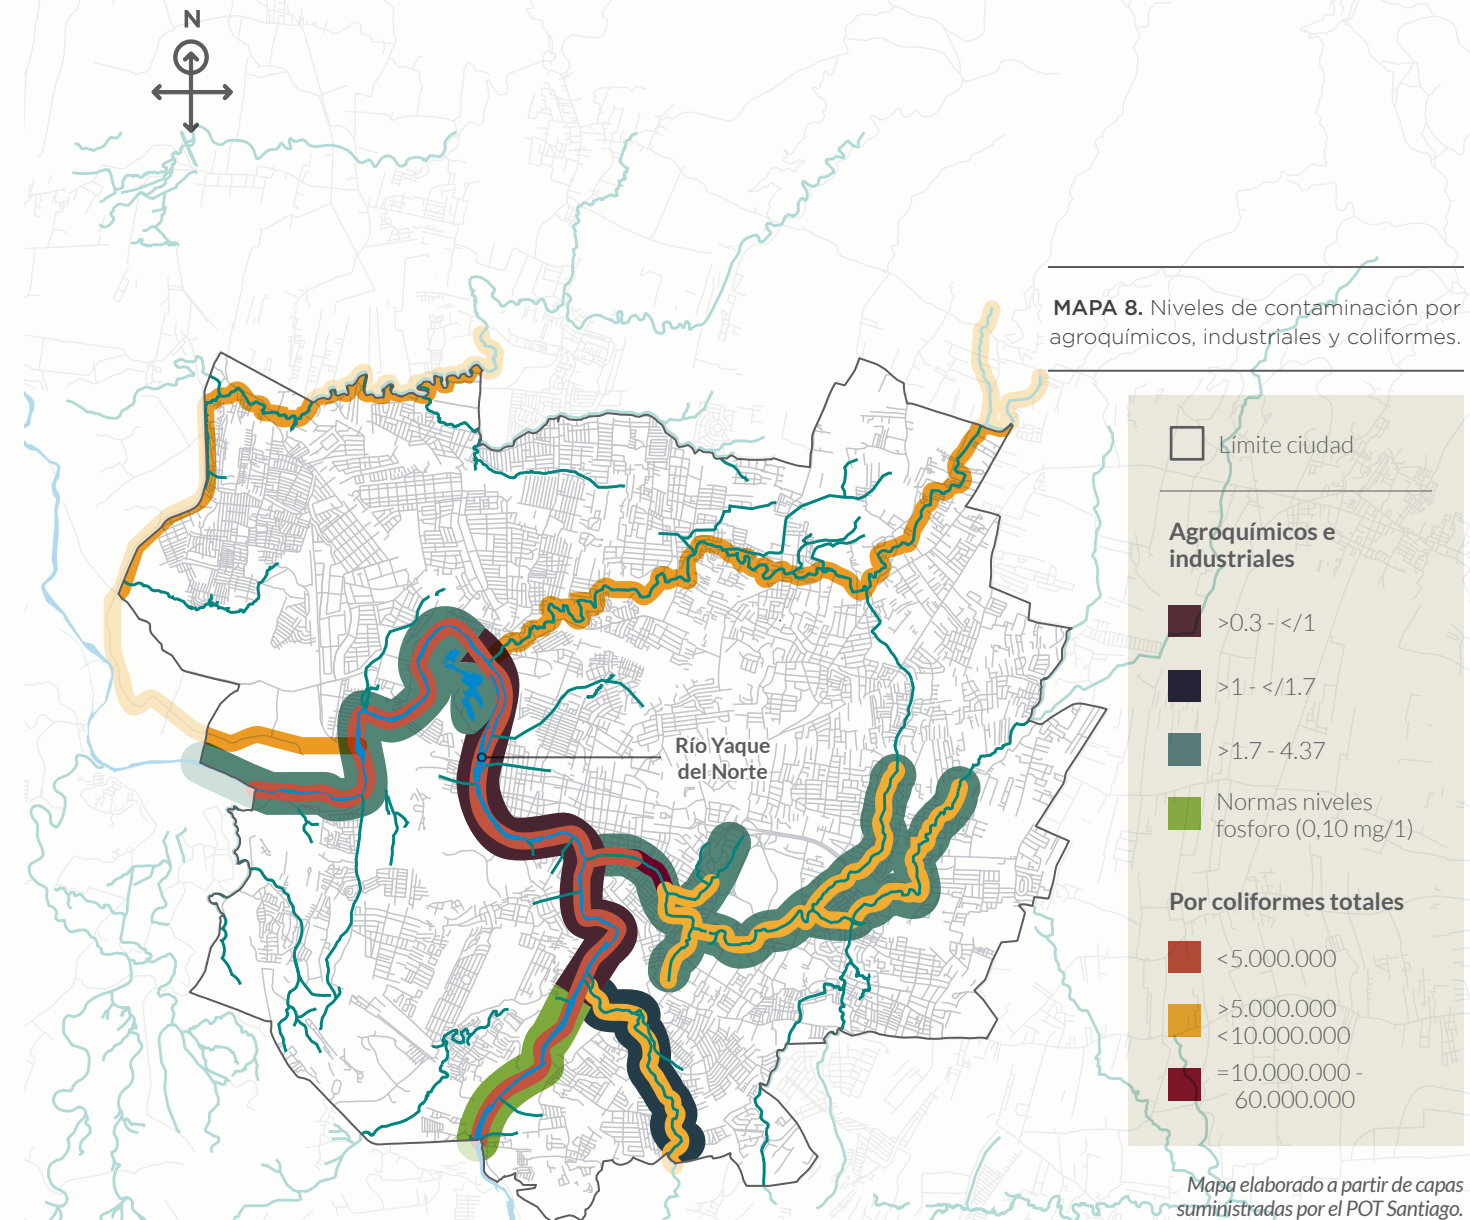 N
MAPA 8. Niveles de contaminación por
agroquímicos, industriales y coliformes.
Límite ciudad
Agroquímicos e
industriales
>0.3 - </1
>1 - </1.7
>1.7 - 4.37
Normas niveles
fosforo (0,10 mg/1)
Por coliformes totales
<5.000.000
>5.000.000
<10.000.000
=10.000.000 -
60.000.000
Río Yaque
del Norte
Mapa elaborado a partir de capas
suministradas por el POT Santiago.